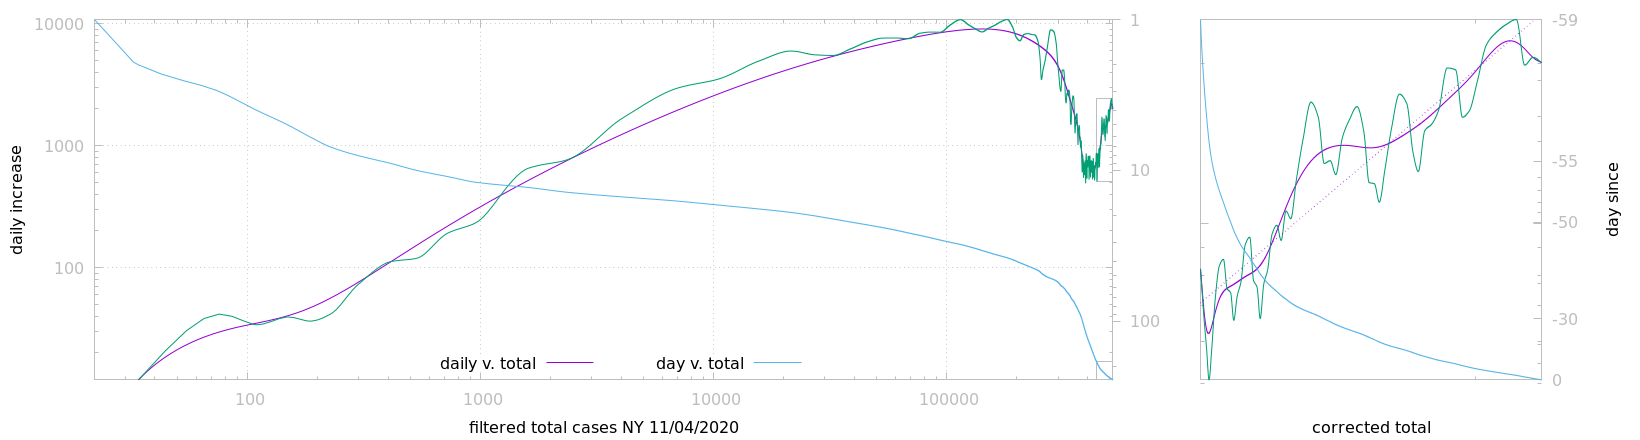 daily increase
10000
1000
100
100
1000
10000
100000
1
10
100
daily v. total
day v. total
filtered total cases NY 11/04/2020
-59
-55
-50
-30
0
day since
corrected total